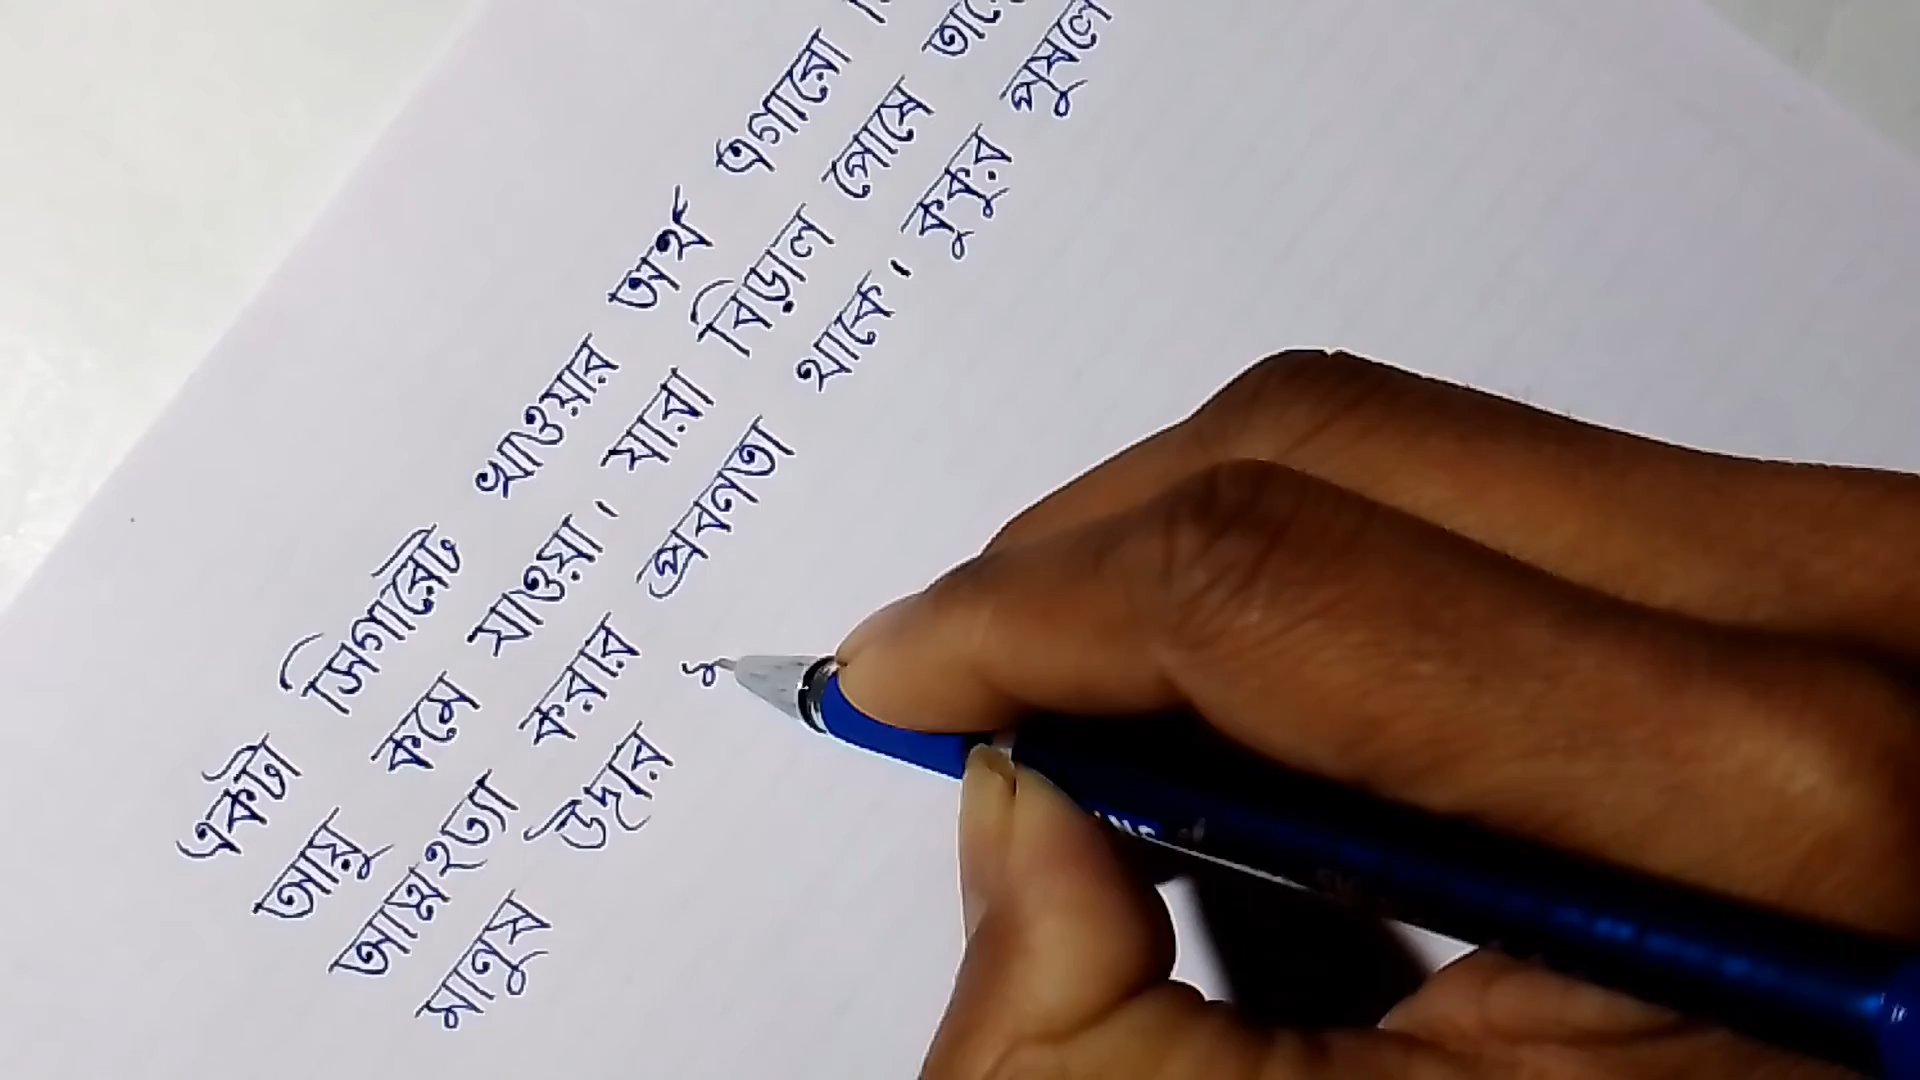 একটা সিগারেট খাওয়ার অর্থ এগারো
আয়ু কমে যাওয়া। যারা বিড়াল পোষে
আত্মহত্যা করার প্রবণতা থাকে। কুকুর পুষলে
মানুষ উদার